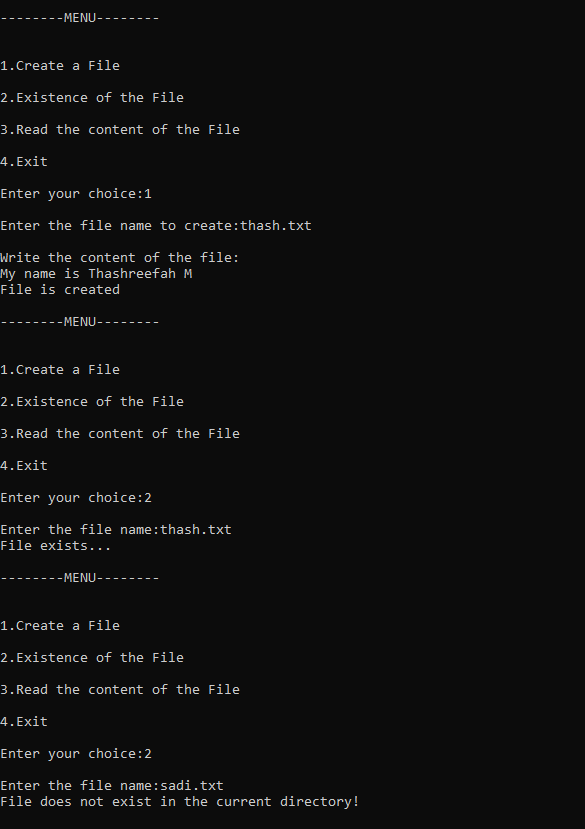 --------MENU--------
1.Create a File
2.Existence of the File
3.Read the content of the File
4.Exit
Enter your choice:1
Enter the file name to create:thash.txt
Write the content of the file:
My name is Thashreefah M
File is created
--------MENU--------
1.Create a File
2.Existence of the File
3.Read the content of the File
4.Exit
Enter your choice:2
Enter the file name:thash.txt
File exists...
--------MENU--------
1.Create a File
2.Existence of the File
3.Read the content of the File
4.Exit
Enter your choice:2
Enter the file name:sadi.txt
File does not exist in the current directory!